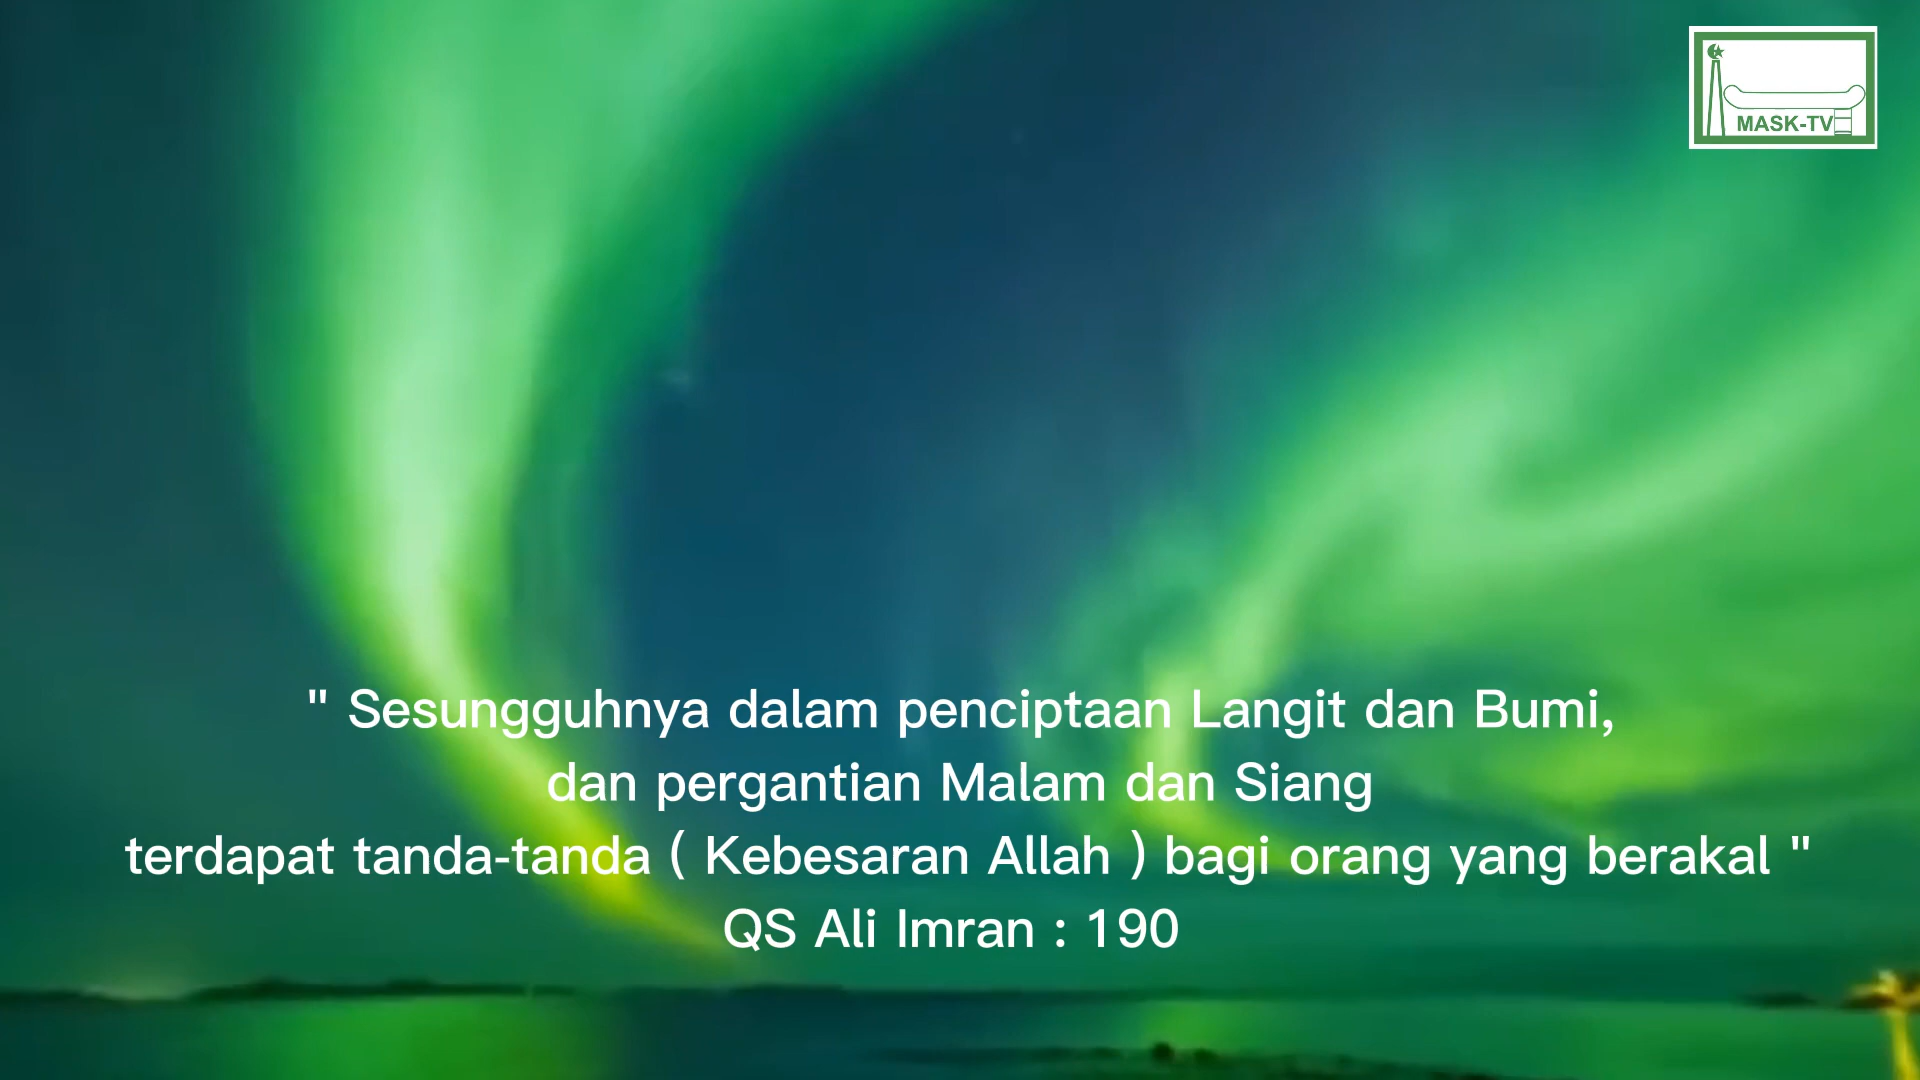 MASK-TV
" Sesungguhnya dalam penciptaan Langit dan Bumi,
dan pergantian Malam dan Siang
terdapat tanda-tanda ( Kebesaran Allah ) bagi orang yang berakal "
QS Ali Imran : 190